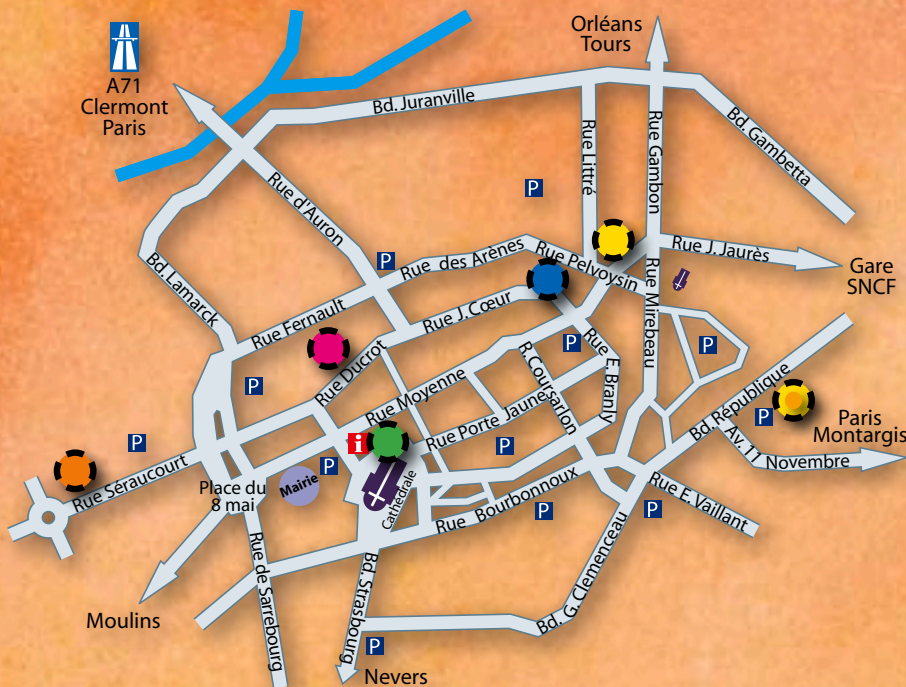 Orléans
Tours
A71
Clermont
Paris
Bd. Juranville
Bd. Gambetta
Rue Littré
Rue Gambon
P
Rue d'Auron
Rue des Arènes
Rue Pelvoysin
Rue J. Jaurès
Gare
SNCF
Bd. Lamarck
P
Rue Mirebeau
Rue Fernault
Rue J. Cœur
P
P
Rue Ducrot
R. Coursarlon
Rue E. Branly
P
Rue Moyenne
Bd. République
P
Paris
Montargis
Rue Porte Jaune
Av. 11 Novembre
P
i
P
P
Rue Séraucourt
Place du
8 mai
Mairie
Cathédrale
Rue Bourbonnoux
Rue E. Vaillant
P
P
Rue de Sarrebourg
Bd. Strasbourg
Bd. G. Clemenceau
Moulins
P
Nevers